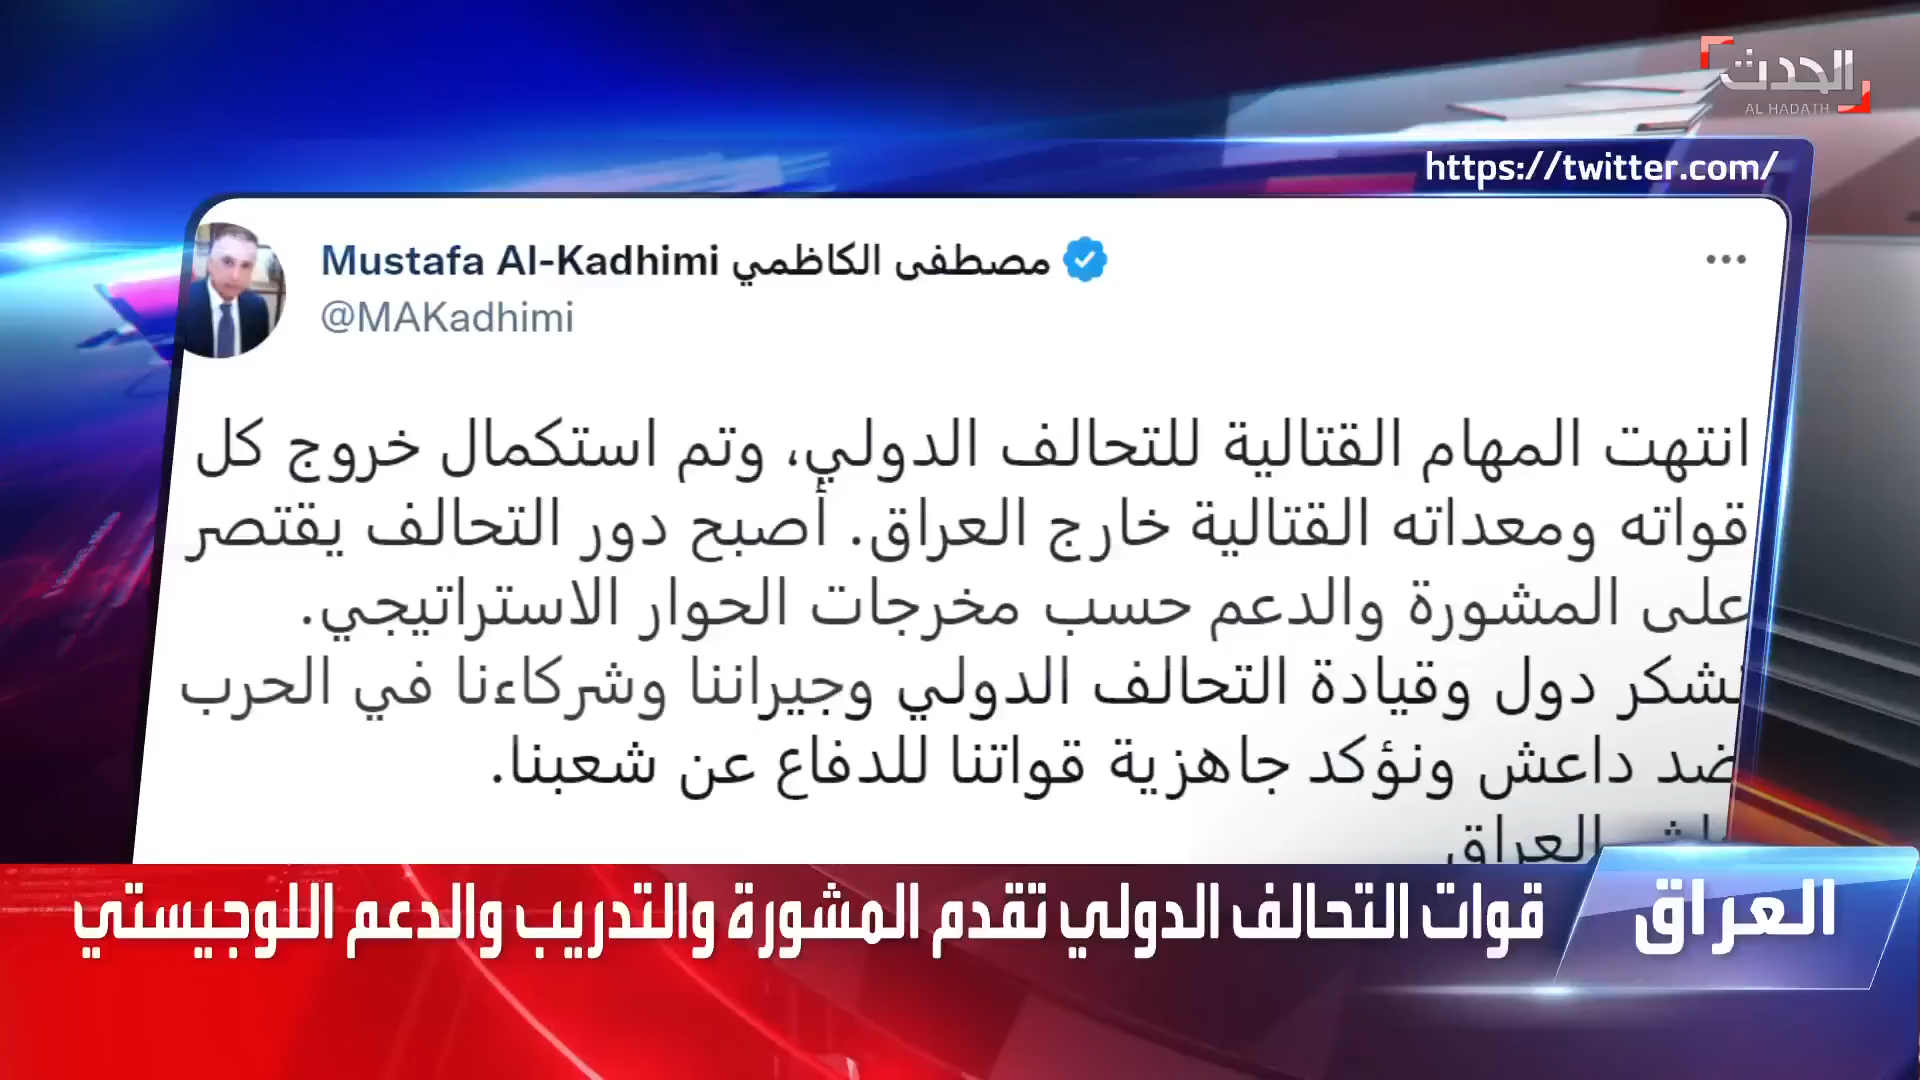 الحدث
AL HADATH
https://twitter.com/
Mustafa Al-Kadhimi مصطفى الكاظمي
@MAKadhimi
انتهت المهام القتالية للتحالف الدولي، وتم استكمال خروج كل
قواته ومعداته القتالية خارج العراق. أصبح دور التحالف يقتصر
على المشورة والدعم حسب مخرجات الحوار الاستراتيجي.
نشكر دول وقيادة التحالف الدولي وجيراننا وشركاءنا في الحرب
ضد داعش ونؤكد جاهزية قواتنا للدفاع عن شعبنا.
العراق
العراق
قوات التحالف الدولي تقدم المشورة والتدريب والدعم اللوجيستي